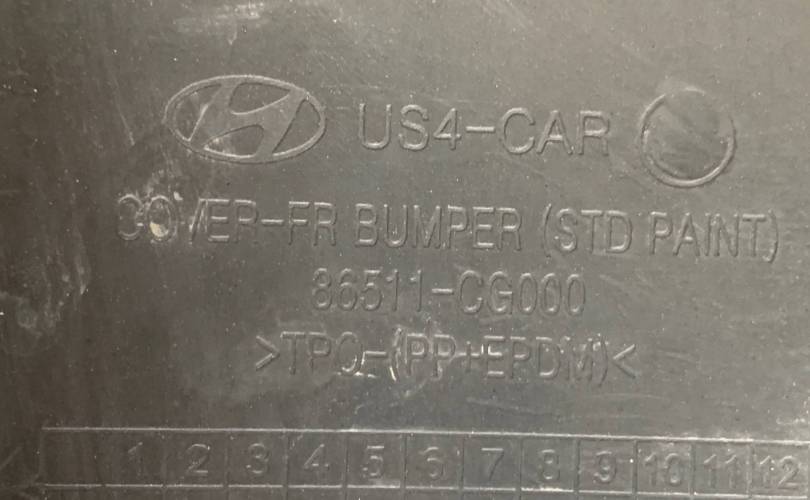 US4-CAR
COVER-FR BUMPER (STD PAINT)
86511-CG000
>TPO-(PP+EPDM)<
1 2 3 4 5 6 7 8 9 10 11 12